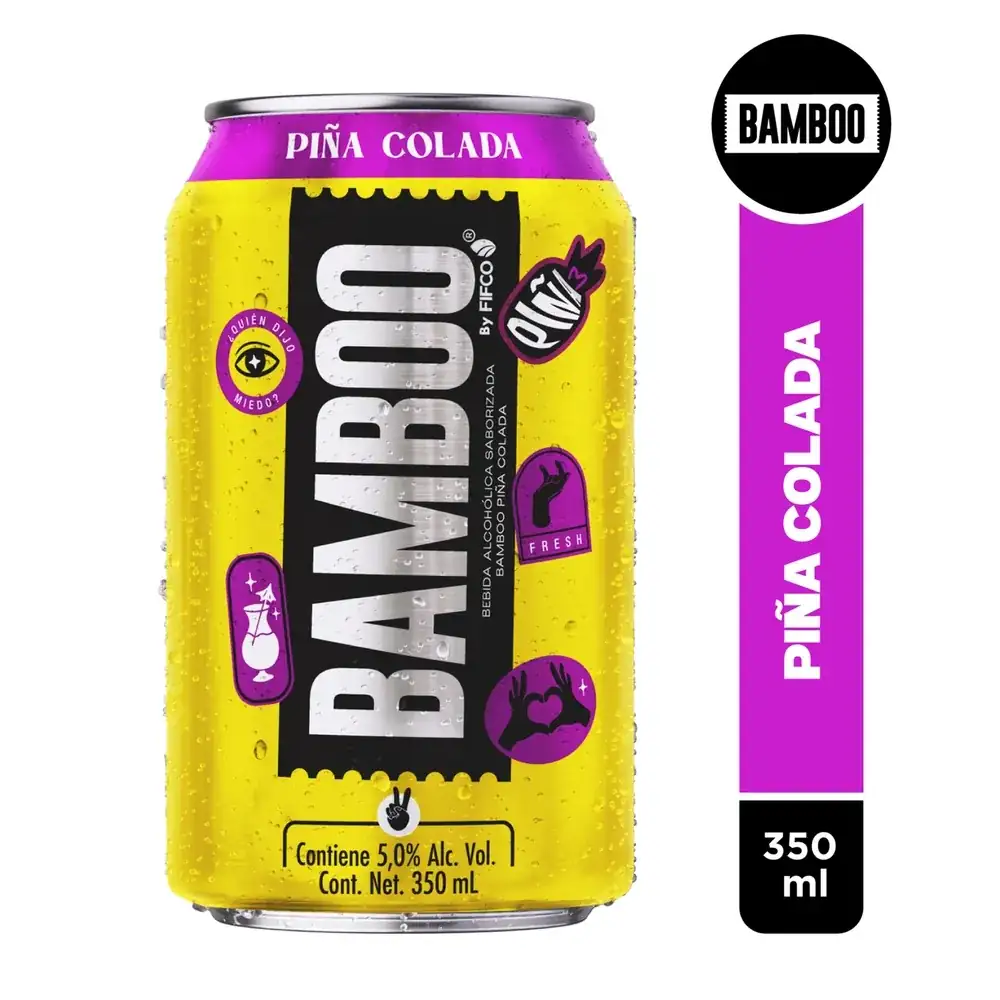 PIÑA COLADA
BAMBOO®
By FIFCO
BEBIDA ALCOHÓLICA SABORIZADA
BAMBOO PIÑA COLADA
¿QUIÉN DIJO
MIEDO?
PIÑA
FRESH
Contiene 5,0% Alc. Vol.
Cont. Net. 350 mL
BAMBOO
PIÑA COLADA
350
ml